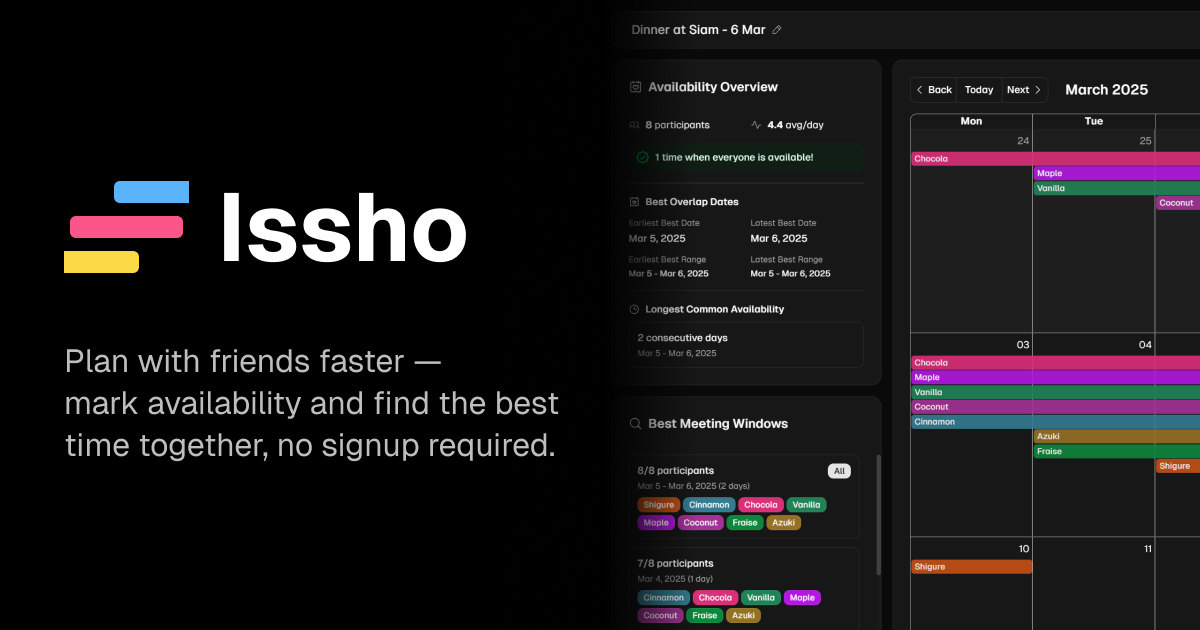 Issho
Plan with friends faster —
mark availability and find the best
time together, no signup required.
Dinner at Siam - 6 Mar
Availability Overview
8 participants
4.4 avg/day
1 time when everyone is available!
Best Overlap Dates
Earliest Best Date
Latest Best Date
Mar 5, 2025
Mar 6, 2025
Earliest Best Range
Latest Best Range
Mar 5 - Mar 6, 2025
Mar 5 - Mar 6, 2025
Longest Common Availability
2 consecutive days
Mar 5 - Mar 6, 2025
Best Meeting Windows
8/8 participants
All
Mar 5 - Mar 6, 2025 (2 days)
Shigure Cinnamon Chocola Vanilla
Maple Coconut Fraise Azuki
7/8 participants
Mar 4, 2025 (1 day)
Cinnamon Chocola Vanilla Maple
Coconut Fraise Azuki
Back Today Next
March 2025
Mon Tue
24 25
Chocola
Maple
Vanilla
Coconut
03 04
Chocola
Maple
Vanilla
Coconut
Cinnamon
Azuki
Fraise
Shigure
10 11
Shigure